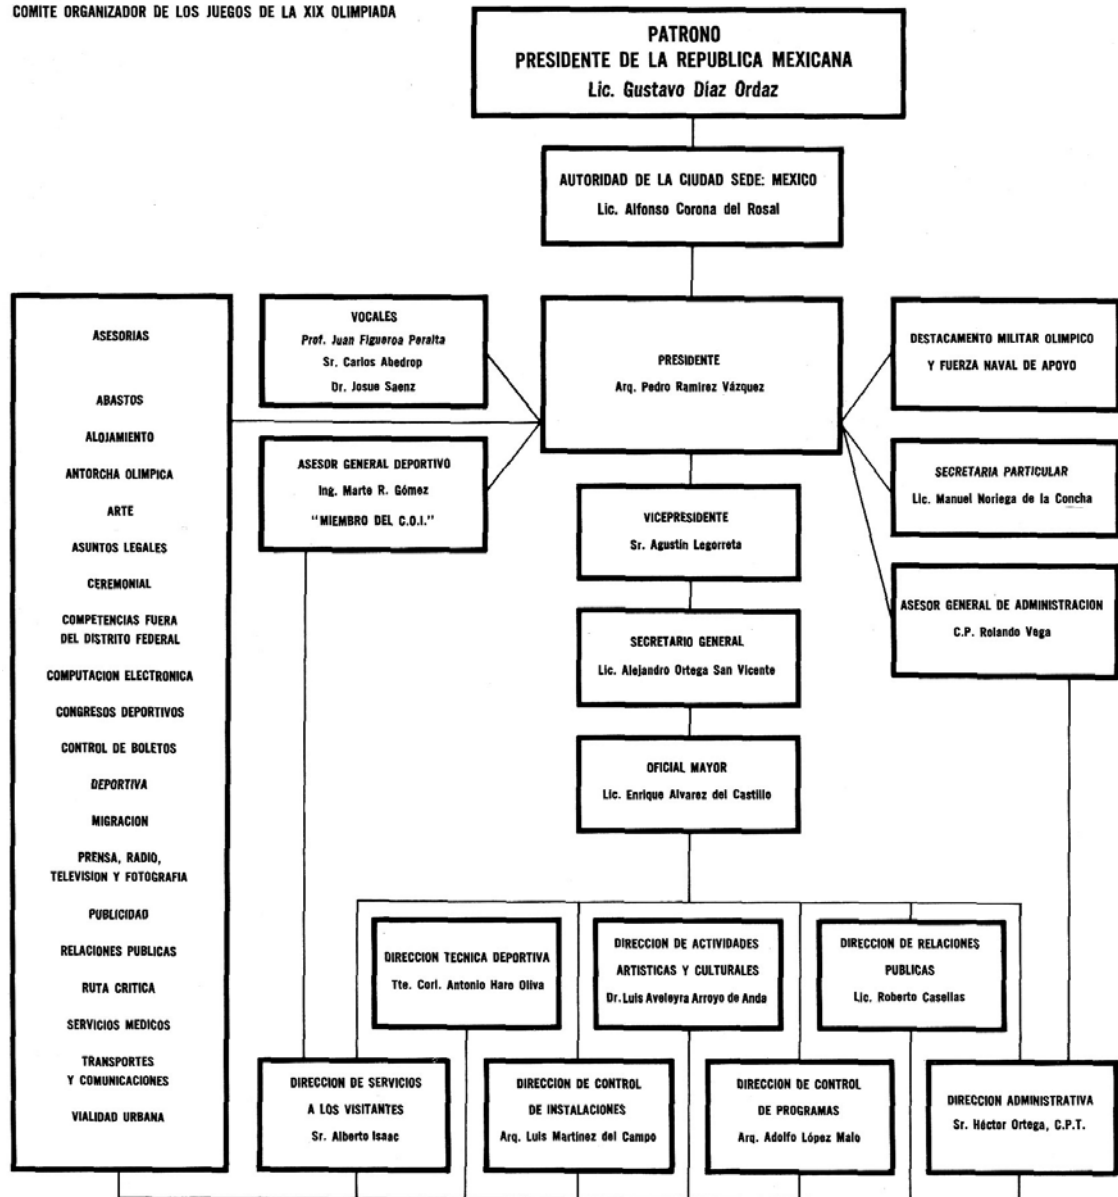 COMITE ORGANIZADOR DE LOS JUEGOS DE LA XIX OLIMPIADA
PATRONO
PRESIDENTE DE LA REPUBLICA MEXICANA
Lic. Gustavo Díaz Ordaz
AUTORIDAD DE LA CIUDAD SEDE: MEXICO
Lic. Alfonso Corona del Rosal
ASESORIAS
ABASTOS
ALOJAMIENTO
ANTORCHA OLIMPICA
ARTE
ASUNTOS LEGALES
CEREMONIAL
COMPETENCIAS FUERA
DEL DISTRITO FEDERAL
COMPUTACION ELECTRONICA
CONGRESOS DEPORTIVOS
CONTROL DE BOLETOS
DEPORTIVA
MIGRACION
PRENSA, RADIO,
TELEVISION Y FOTOGRAFIA
PUBLICIDAD
RELACIONES PUBLICAS
RUTA CRITICA
SERVICIOS MEDICOS
TRANSPORTES
Y COMUNICACIONES
VIALIDAD URBANA
VOCALES
Prof. Juan Figueroa Peralta
Sr. Carlos Abedrop
Dr. Josue Saenz
ASESOR GENERAL DEPORTIVO
Ing. Marte R. Gómez
"MIEMBRO DEL C.O.I."
PRESIDENTE
Arq. Pedro Ramírez Vázquez
DESTACAMENTO MILITAR OLIMPICO
Y FUERZA NAVAL DE APOYO
SECRETARIA PARTICULAR
Lic. Manuel Noriega de la Concha
ASESOR GENERAL DE ADMINISTRACION
C.P. Rolando Vega
VICEPRESIDENTE
Sr. Agustín Legorreta
SECRETARIO GENERAL
Lic. Alejandro Ortega San Vicente
OFICIAL MAYOR
Lic. Enrique Alvarez del Castillo
DIRECCION TECNICA DEPORTIVA
Tte. Corl. Antonio Haro Oliva
DIRECCION DE ACTIVIDADES
ARTISTICAS Y CULTURALES
Dr. Luis Aveleyra Arroyo de Anda
DIRECCION DE RELACIONES
PUBLICAS
Lic. Roberto Casellas
DIRECCION DE SERVICIOS
A LOS VISITANTES
Sr. Alberto Isaac
DIRECCION DE CONTROL
DE INSTALACIONES
Arq. Luis Martínez del Campo
DIRECCION DE CONTROL
DE PROGRAMAS
Arq. Adolfo López Malo
DIRECCION ADMINISTRATIVA
Sr. Héctor Ortega, C.P.T.